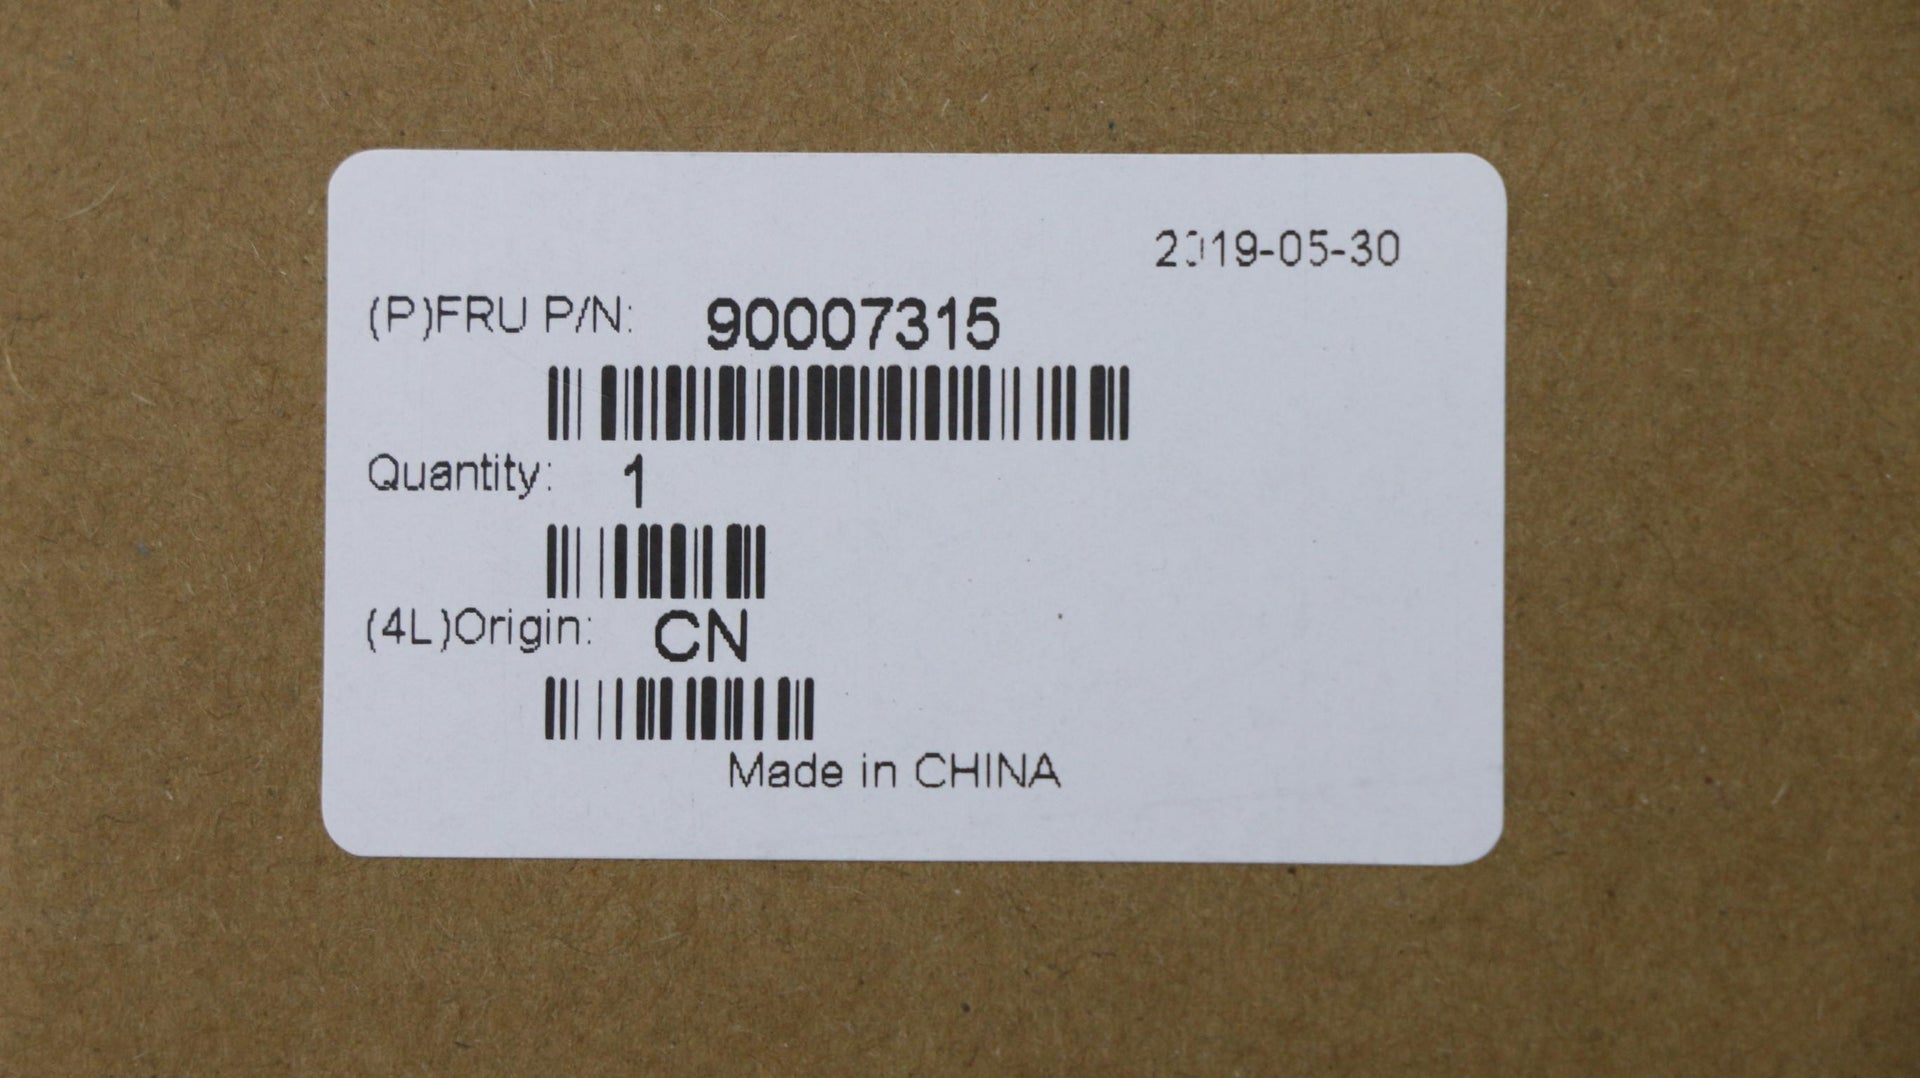 2019-05-30
(P)FRU P/N: 90007315
Quantity: 1
(4L)Origin: CN
Made in CHINA